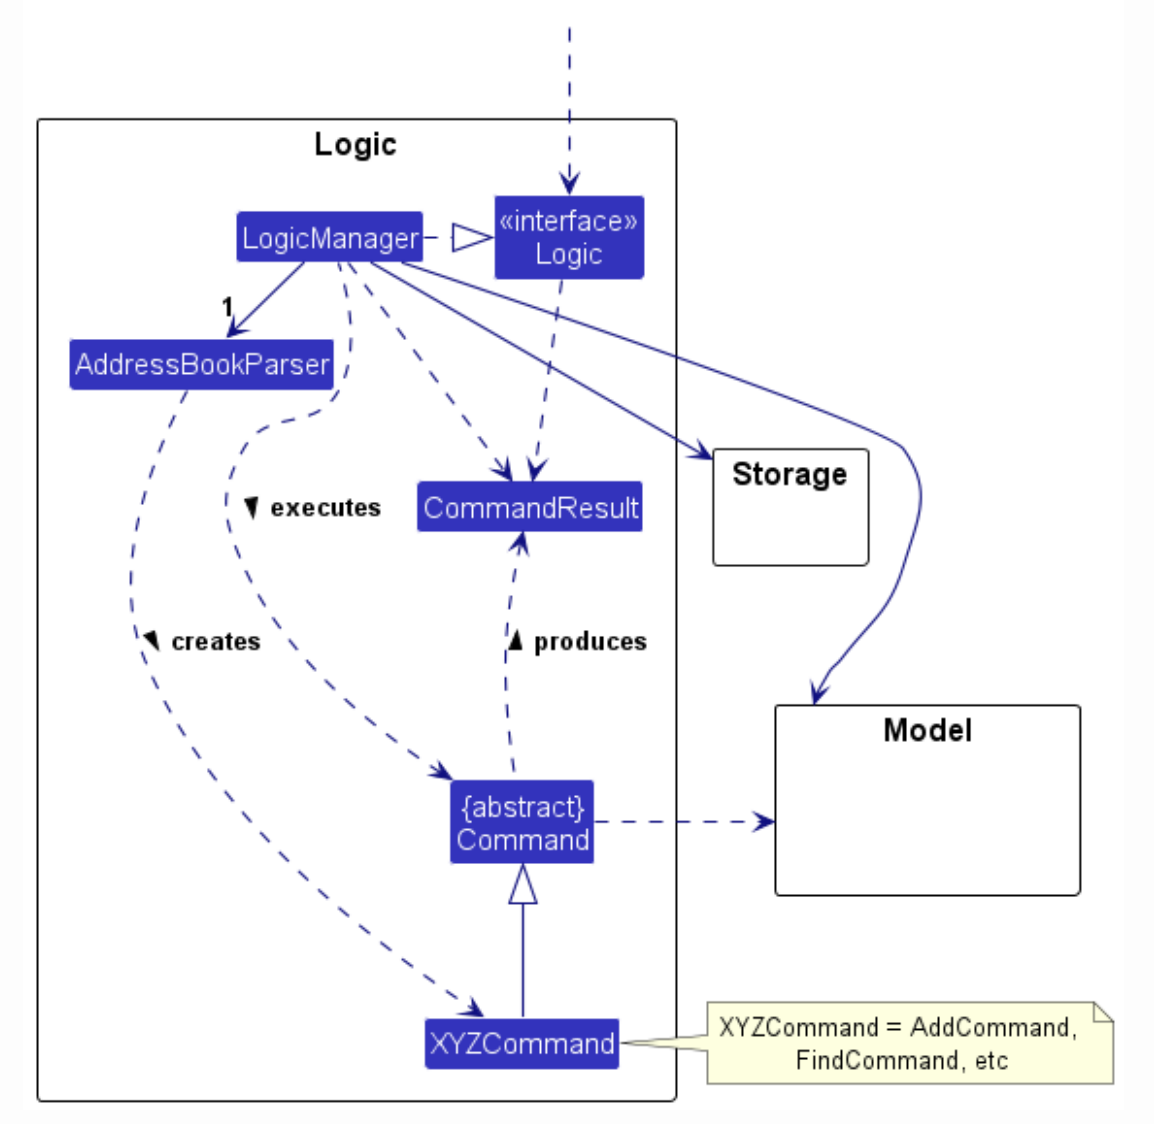 Logic
«interface»
Logic
LogicManager
1
AddressBookParser
Storage
CommandResult
executes
creates
produces
Model
{abstract}
Command
XYZCommand
XYZCommand = AddCommand,
FindCommand, etc